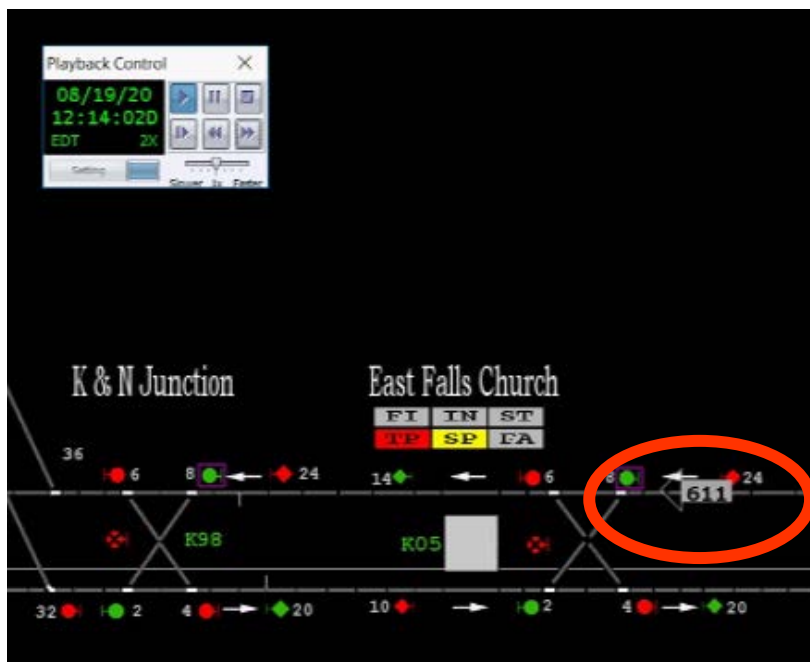 Playback Control
08/19/20
12:14:02D
EDT 2X
Setting
Slower 1x Faster
K & N Junction East Falls Church
FI IN ST
TP SP FA
36
6 8 24 14 6 8 24
611
K98 K05
32 2 4 20 10 2 4 20